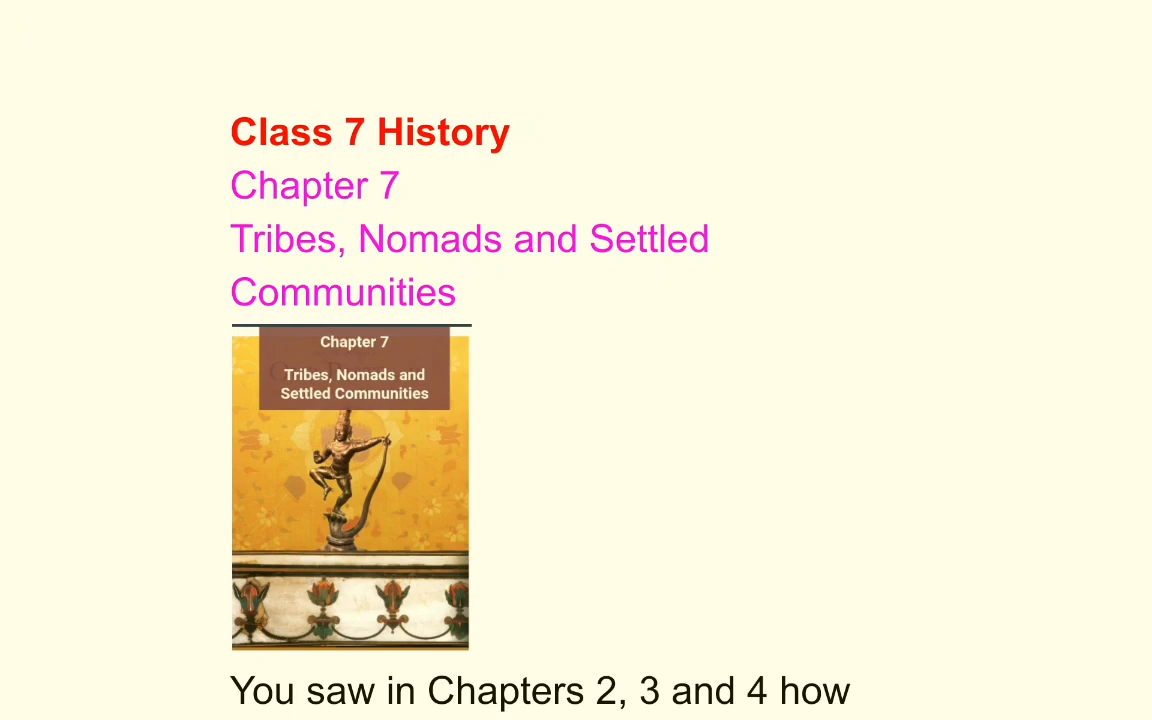 Class 7 History
Chapter 7
Tribes, Nomads and Settled
Communities
Chapter 7
Tribes, Nomads and
Settled Communities
You saw in Chapters 2, 3 and 4 how